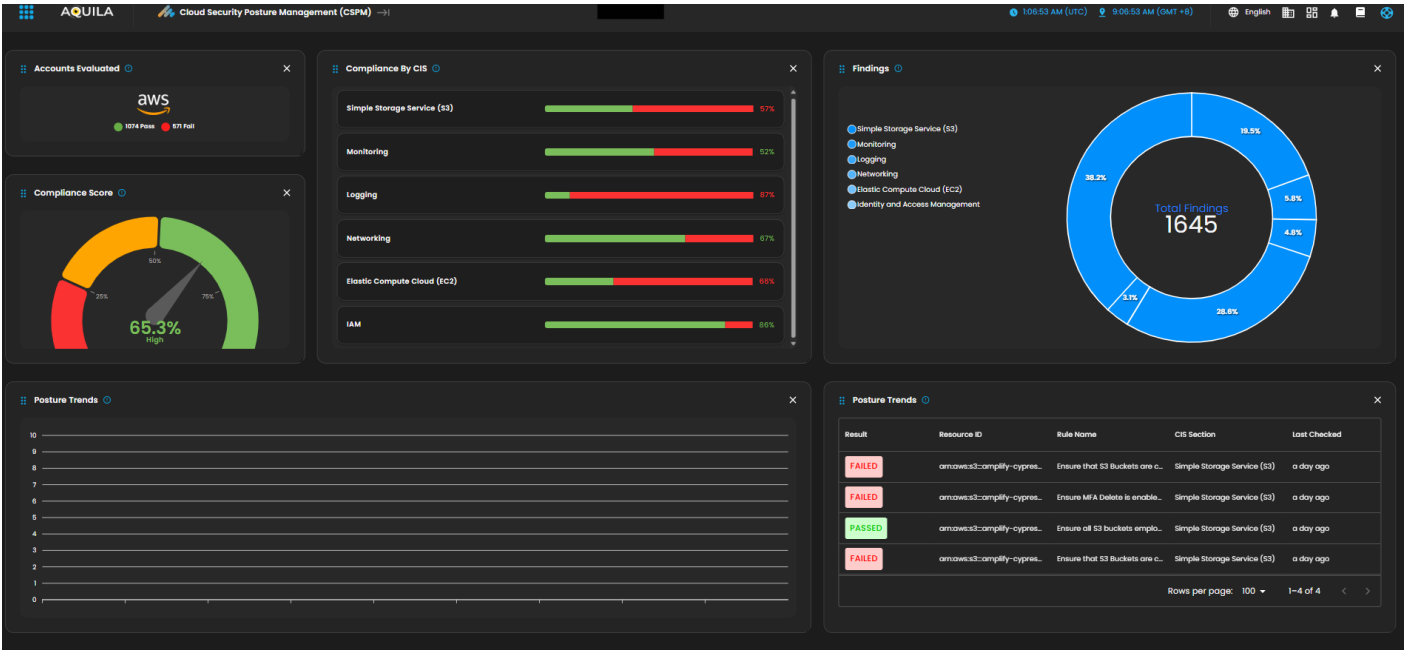 AQUILA
Cloud Security Posture Management (CSPM)
1:06:53 AM (UTC)
9:06:53 AM (GMT +8)
English
Accounts Evaluated
aws
1074 Pass
571 Fail
Compliance Score
25%
50%
75%
65.3%
High
Compliance By CIS
Simple Storage Service (S3) 57%
Monitoring 52%
Logging 87%
Networking 67%
Elastic Compute Cloud (EC2) 66%
IAM 86%
Findings
Simple Storage Service (S3)
Monitoring
Logging
Networking
Elastic Compute Cloud (EC2)
Identity and Access Management
19.5%
5.8%
4.8%
28.6%
3.1%
38.2%
Total Findings
1645
Posture Trends
10
9
8
7
6
5
4
3
2
1
0
Posture Trends
Result Resource ID Rule Name CIS Section Last Checked
FAILED arn:aws:s3:::amplify-cypres... Ensure that S3 Buckets are c... Simple Storage Service (S3) a day ago
FAILED arn:aws:s3:::amplify-cypres... Ensure MFA Delete is enable... Simple Storage Service (S3) a day ago
PASSED arn:aws:s3:::amplify-cypres... Ensure all S3 buckets emplo... Simple Storage Service (S3) a day ago
FAILED arn:aws:s3:::amplify-cypres... Ensure that S3 Buckets are c... Simple Storage Service (S3) a day ago
Rows per page: 100 1–4 of 4